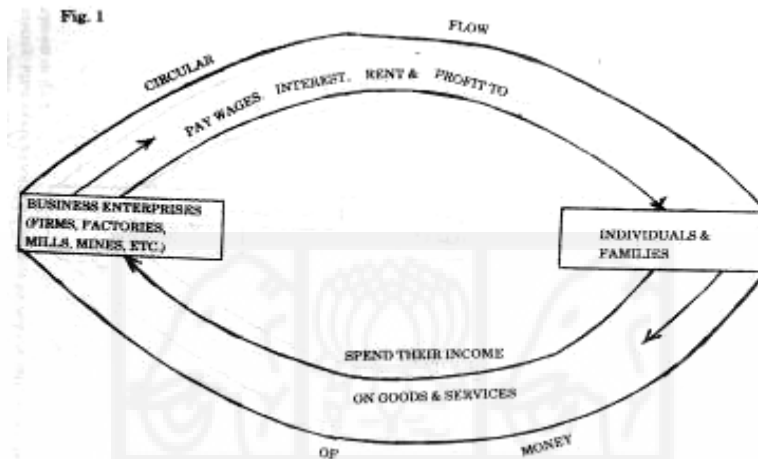 Fig. 1
CIRCULAR
FLOW
PAY WAGES, INTEREST, RENT & PROFIT TO
BUSINESS ENTERPRISES
(FIRMS, FACTORIES,
MILLS, MINES, ETC.)
INDIVIDUALS &
FAMILIES
SPEND THEIR INCOME
ON GOODS & SERVICES
OF
MONEY